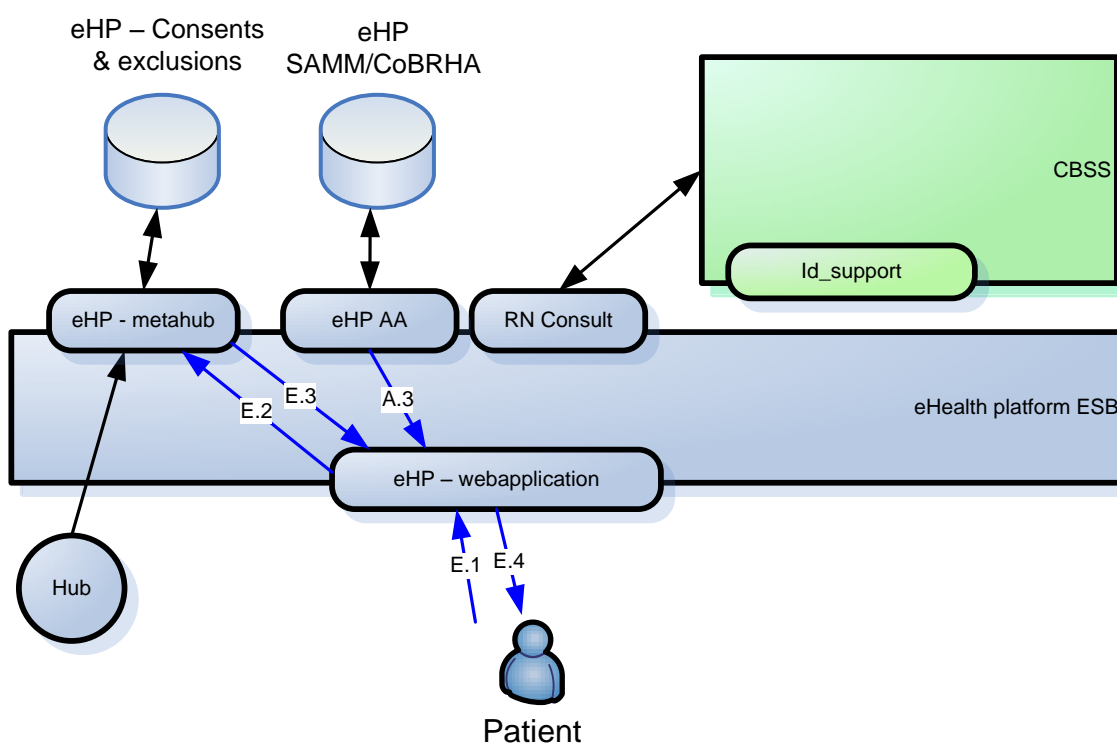 eHP – Consents
& exclusions
eHP
SAMM/CoBRHA
CBSS
Id_support
eHP - metahub
eHP AA
RN Consult
E.3
A.3
E.2
eHealth platform ESB
eHP – webapplication
E.1
E.4
Hub
Patient